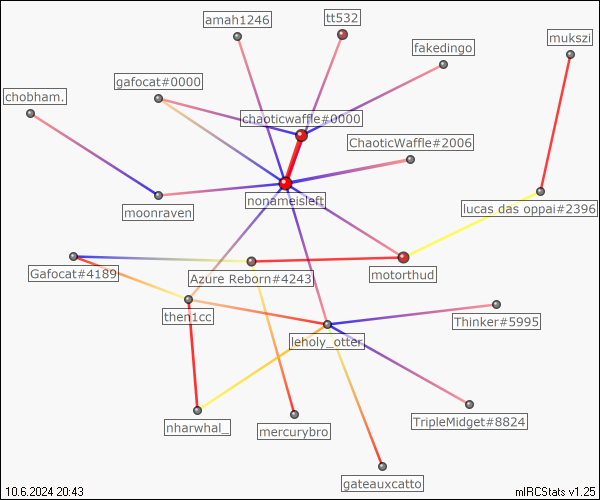 amah1246
tt532
mukszi
fakedingo
gafocat#0000
chobham.
chaoticwaffle#0000
ChaoticWaffle#2006
nonameisleft
moonraven
lucas das oppai#2396
Gafocat#4189
Azure Reborn#4243
motorthud
then1cc
Thinker#5995
leholy_otter
nharwhal_
mercurybro
TripleMidget#8824
gateauxcatto
10.6.2024 20:43
mIRCStats v1.25